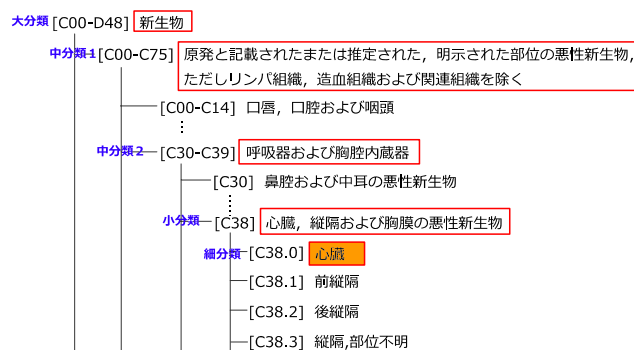 大分類 [C00-D48] 新生物
中分類1 [C00-C75] 原発と記載されたまたは推定された，明示された部位の悪性新生物，
ただしリンパ組織，造血組織および関連組織を除く
[C00-C14] 口唇，口腔および咽頭
中分類2 [C30-C39] 呼吸器および胸腔内蔵器
[C30] 鼻腔および中耳の悪性新生物
小分類 [C38] 心臓，縦隔および胸膜の悪性新生物
細分類 [C38.0] 心臓
[C38.1] 前縦隔
[C38.2] 後縦隔
[C38.3] 縦隔,部位不明